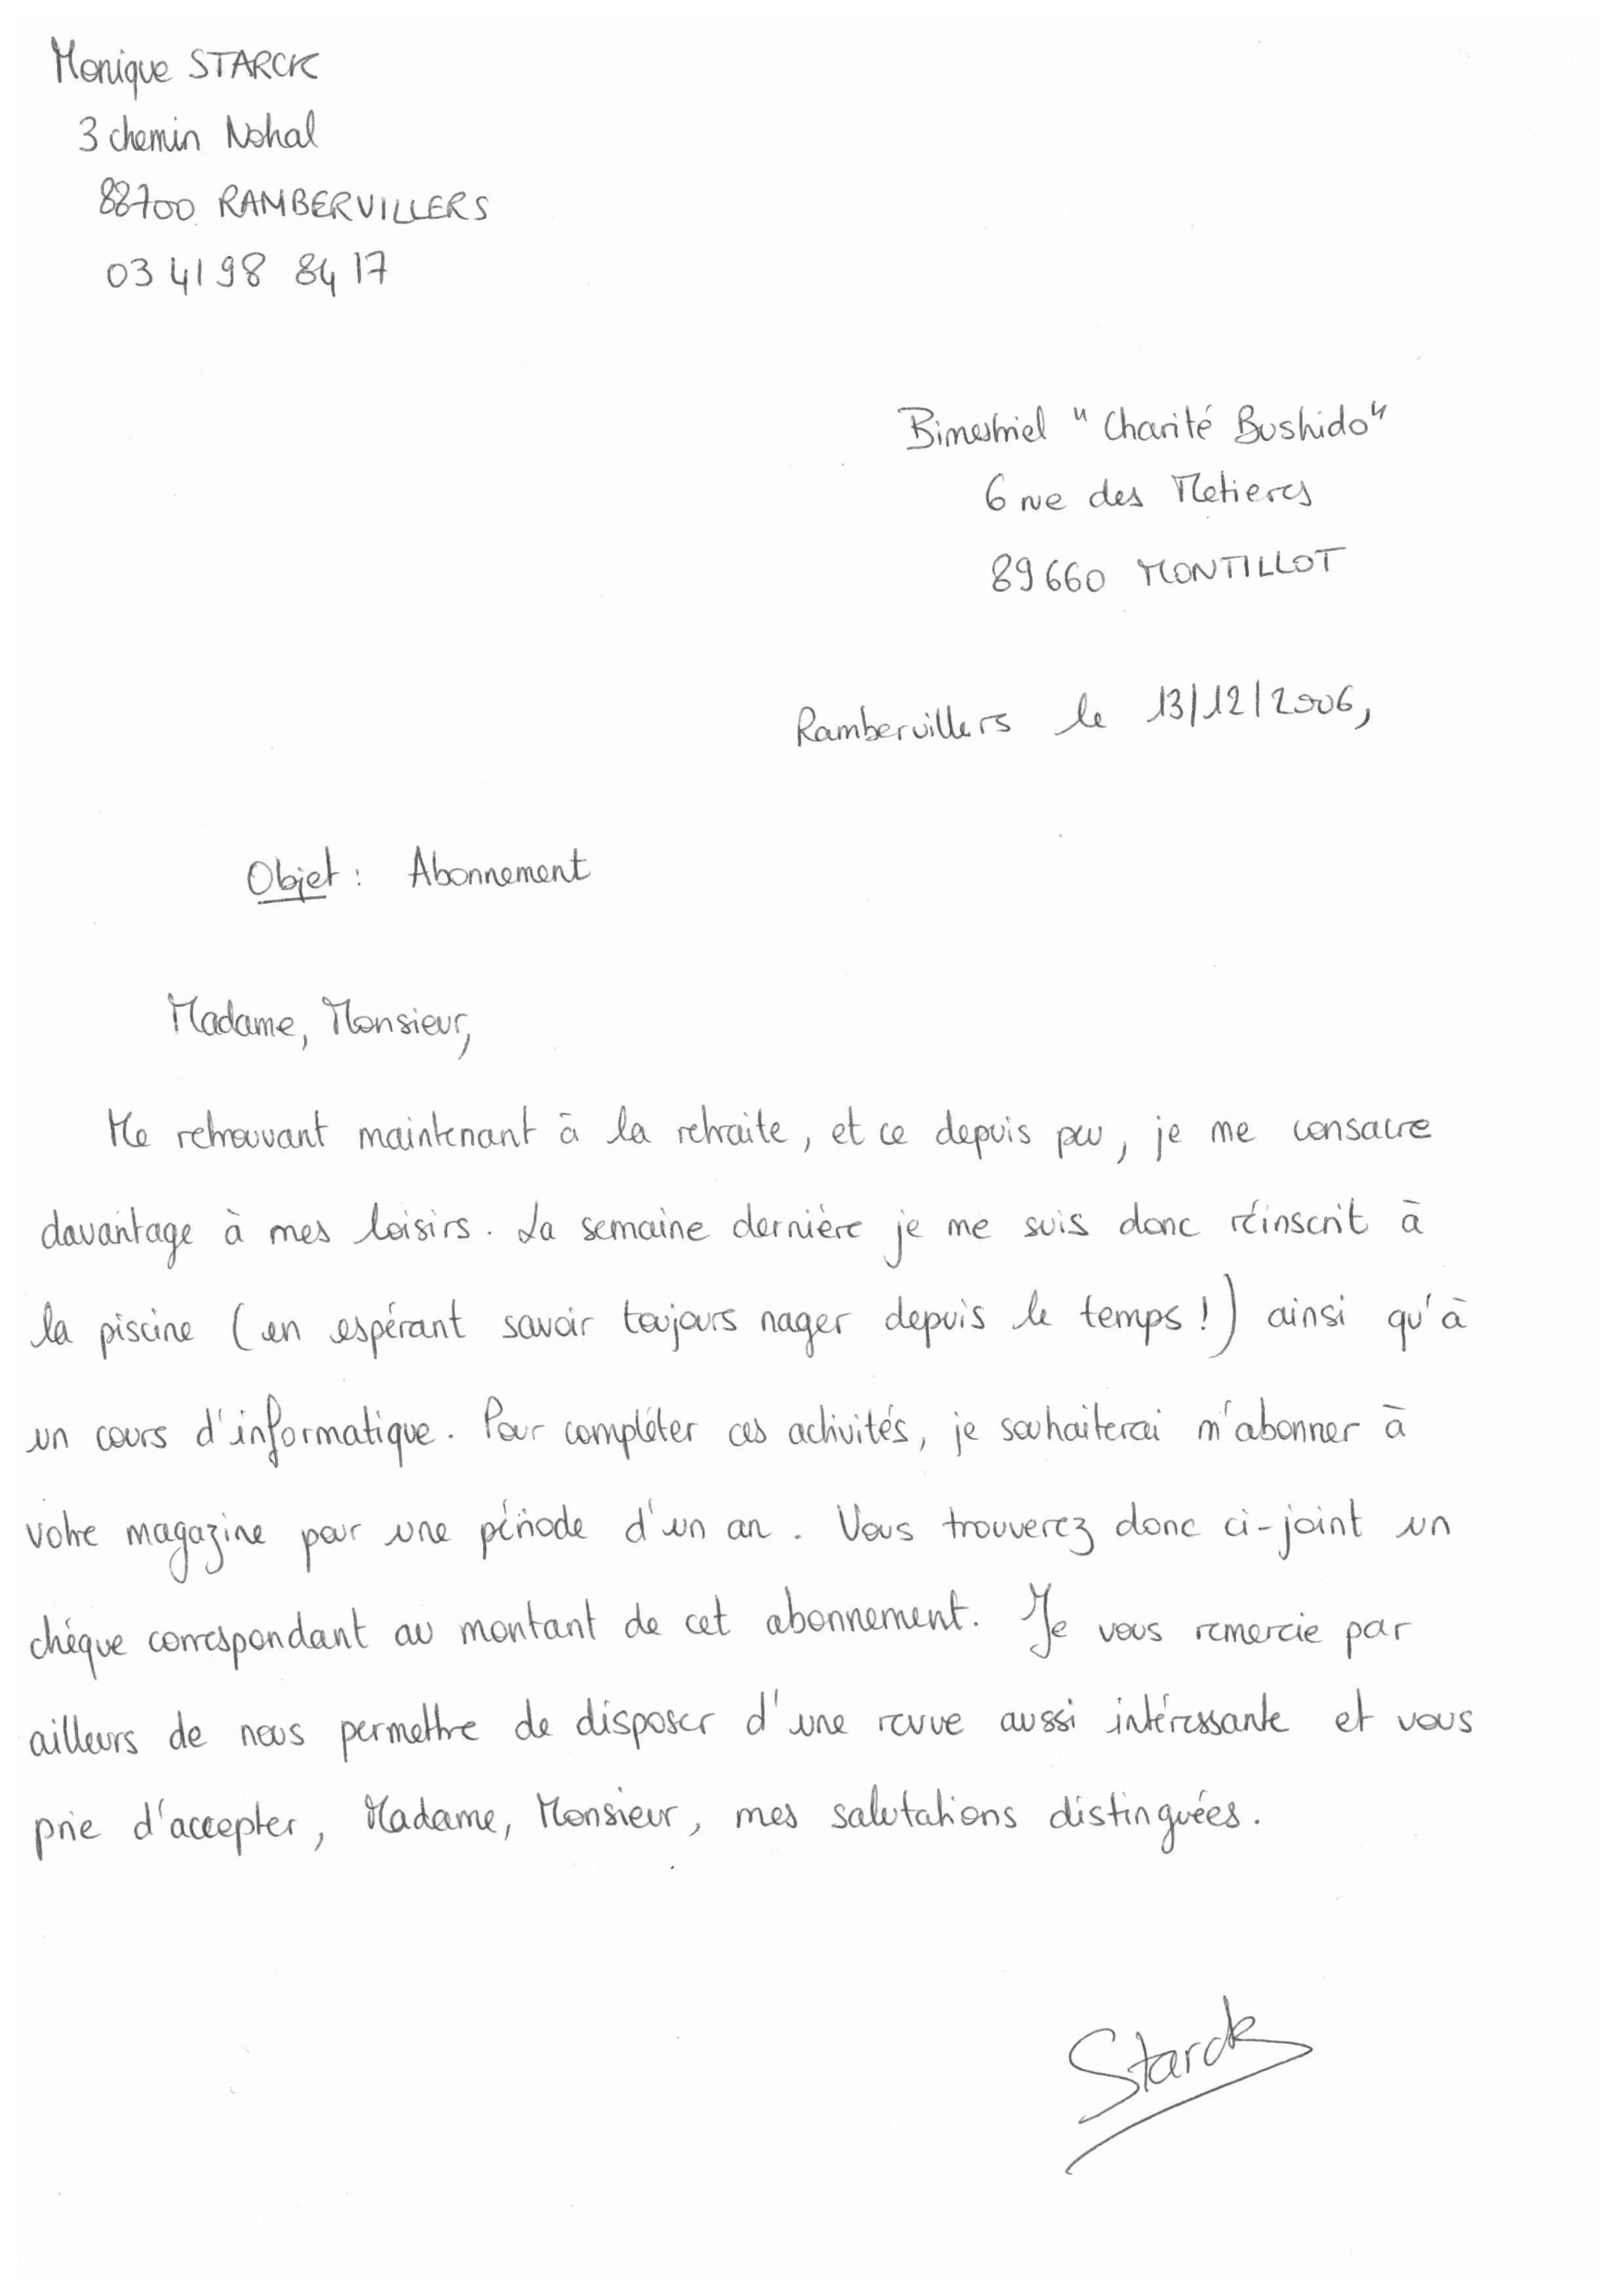 Monique STARCK
3 chemin Nohal
88700 RAMBERVILLERS
03 41 98 84 17
Bimestriel "Charité Bushido"
6 rue des Metiers
89660 MONTILLOT
Rambervillers le 13/12/2006,
Objet : Abonnement
Madame, Monsieur,
Me retrouvant maintenant à la retraite, et ce depuis peu, je me consacre
davantage à mes loisirs. La semaine dernière je me suis donc réinscrit à
la piscine (en espérant savoir toujours nager depuis le temps !) ainsi qu'à
un cours d'informatique. Pour compléter ces activités, je souhaiterai m'abonner à
votre magazine pour une période d'un an. Vous trouverez donc ci-joint un
chéque correspondant au montant de cet abonnement. Je vous remercie par
ailleurs de nous permettre de disposer d'une revue aussi intéressante et vous
prie d'accepter, Madame, Monsieur, mes salutations distinguées.
Starck